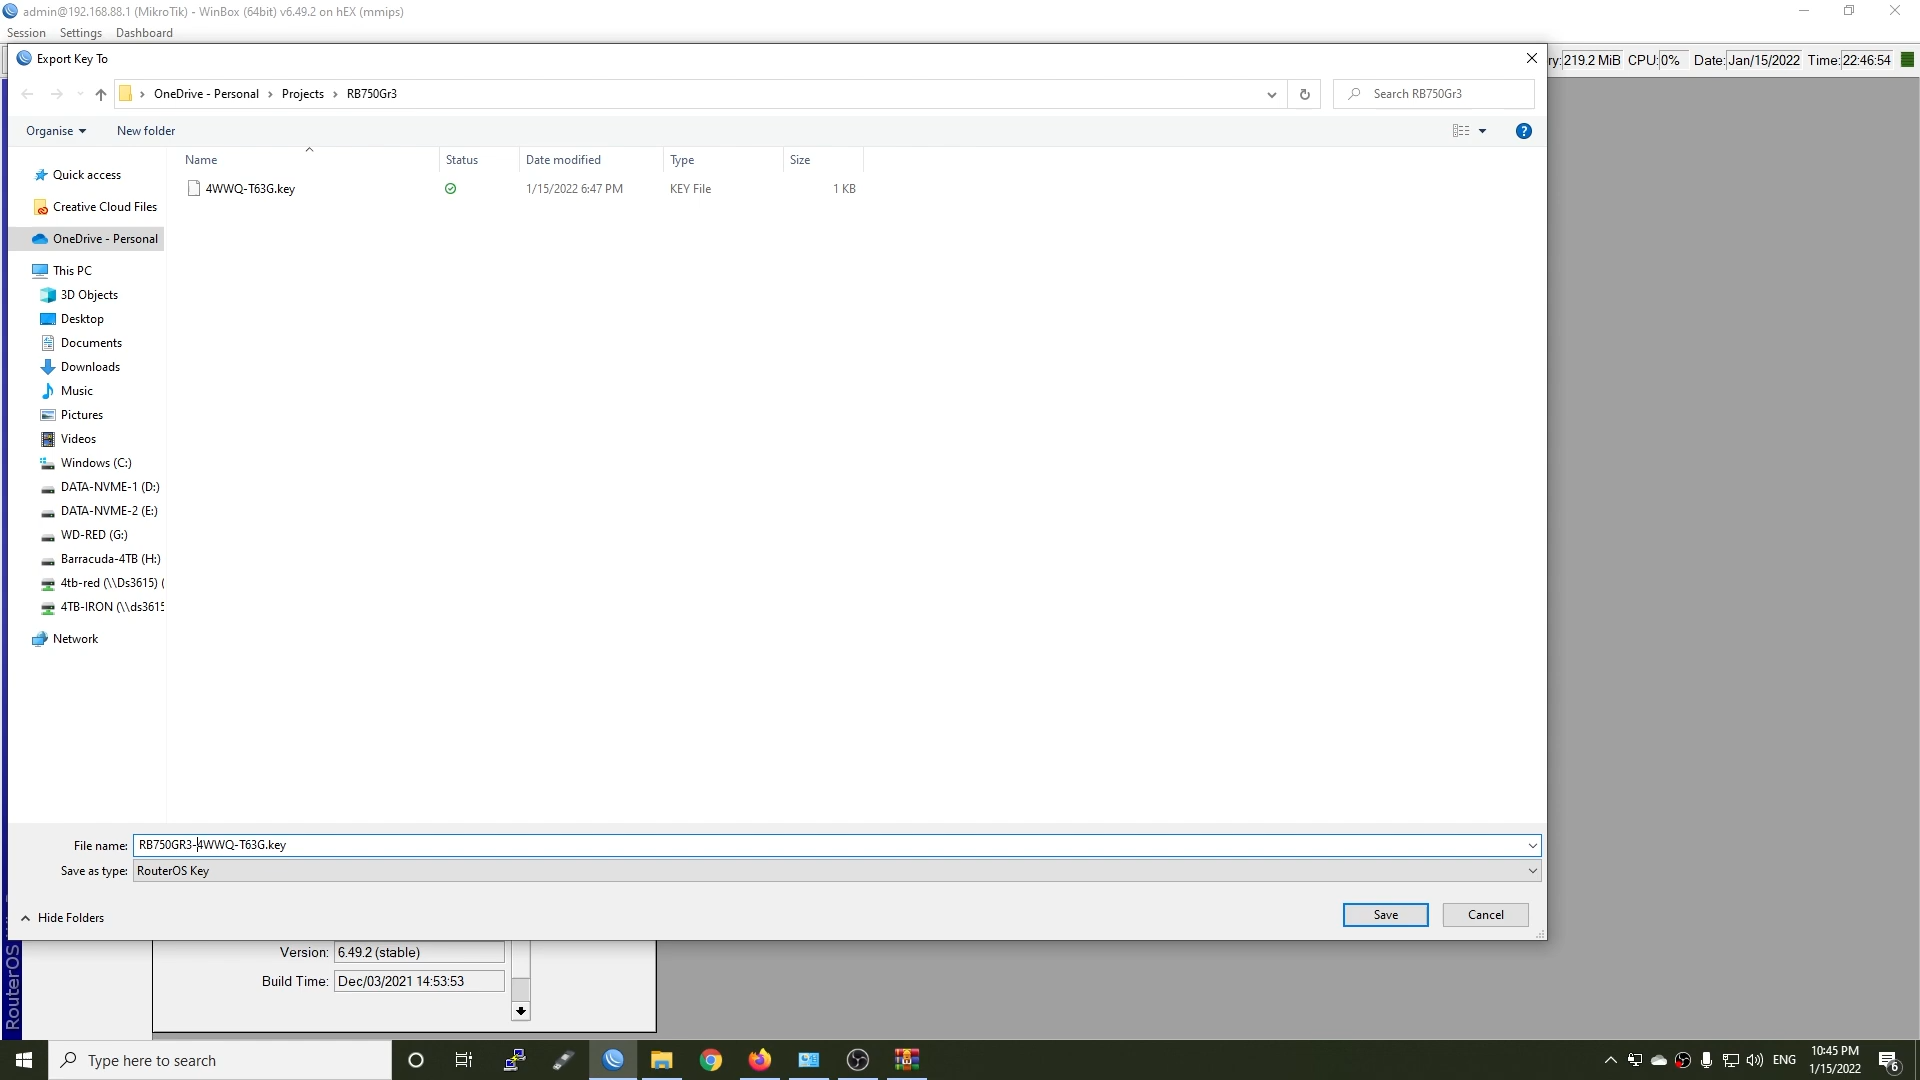 admin@192.168.88.1 (MikroTik) - WinBox (64bit) v6.49.2 on hEX (mmips)
Session Settings Dashboard
Export Key To
ry: 219.2 MiB CPU: 0% Date: Jan/15/2022 Time: 22:46:54
OneDrive - Personal › Projects › RB750Gr3
Search RB750Gr3
Organise New folder
Name Status Date modified Type Size
4WWQ-T63G.key 1/15/2022 6:47 PM KEY File 1 KB
Quick access
Creative Cloud Files
OneDrive - Personal
This PC
3D Objects
Desktop
Documents
Downloads
Music
Pictures
Videos
Windows (C:)
DATA-NVME-1 (D:)
DATA-NVME-2 (E:)
WD-RED (G:)
Barracuda-4TB (H:)
4tb-red (\\Ds3615) (
4TB-IRON (\\ds3615
Network
File name: RB750GR3-4WWQ-T63G.key
Save as type: RouterOS Key
Hide Folders
Save Cancel
RouterOS
Version: 6.49.2 (stable)
Build Time: Dec/03/2021 14:53:53
Type here to search
ENG
10:45 PM
1/15/2022
6